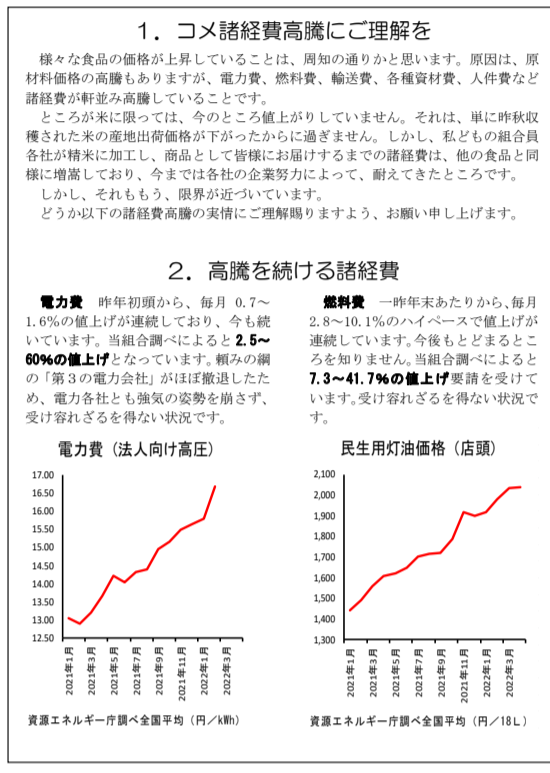 １．コメ諸経費高騰にご理解を
様々な食品の価格が上昇していることは、周知の通りかと思います。原因は、原
材料価格の高騰もありますが、電力費、燃料費、輸送費、各種資材費、人件費など
諸経費が軒並み高騰していることです。
ところが米に限っては、今のところ値上がりしていません。それは、単に昨秋収
穫された米の産地出荷価格が下がったからに過ぎません。しかし、私どもの組合員
各社が精米に加工し、商品として皆様にお届けするまでの諸経費は、他の食品と同
様に増嵩しており、今までは各社の企業努力によって、耐えてきたところです。
しかし、それももう、限界が近づいています。
どうか以下の諸経費高騰の実情にご理解賜りますよう、お願い申し上げます。
２．高騰を続ける諸経費
電力費　昨年初頭から、毎月 0.7～
1.6％の値上げが連続しており、今も続
いています。当組合調べによると 2.5～
60％の値上げとなっています。頼みの綱
の「第３の電力会社」がほぼ撤退したた
め、電力各社とも強気の姿勢を崩さず、
受け容れざるを得ない状況です。
電力費（法人向け高圧）
17.00
16.50
16.00
15.50
15.00
14.50
14.00
13.50
13.00
12.50
2021年1月
2021年3月
2021年5月
2021年7月
2021年9月
2021年11月
2022年1月
2022年3月
資源エネルギー庁調べ全国平均（円／kWh）
燃料費　一昨年末あたりから、毎月
2.8～10.1％のハイペースで値上げが
連続しています。今後もとどまるとこ
ろを知りません。当組合調べによると
7.3～41.7％の値上げ要請を受けて
います。受け容れざるを得ない状況で
す。
民生用灯油価格（店頭）
2,100
2,000
1,900
1,800
1,700
1,600
1,500
1,400
1,300
2021年1月
2021年3月
2021年5月
2021年7月
2021年9月
2021年11月
2022年1月
2022年3月
資源エネルギー庁調べ全国平均（円／18Ｌ）